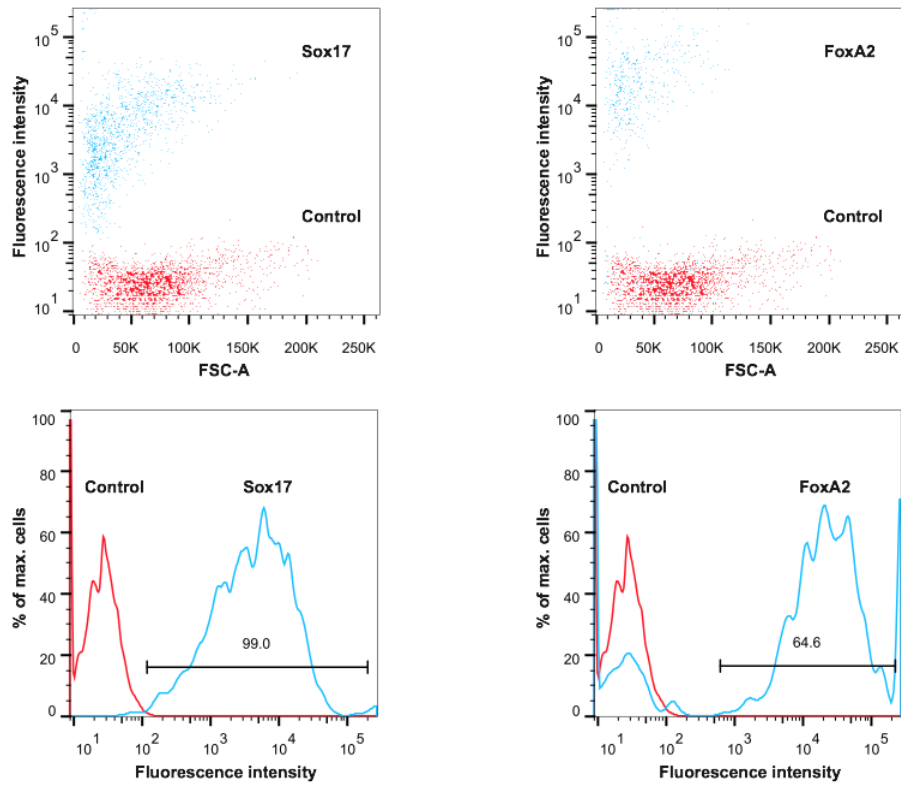 Sox17
Control
Fluorescence intensity
10^5
10^4
10^3
10^2
10^1
0 50K 100K 150K 200K 250K
FSC-A
FoxA2
Control
Fluorescence intensity
10^5
10^4
10^3
10^2
10^1
0 50K 100K 150K 200K 250K
FSC-A
Control Sox17
99.0
% of max. cells
100
80
60
40
20
0
10^1 10^2 10^3 10^4 10^5
Fluorescence intensity
Control FoxA2
64.6
% of max. cells
100
80
60
40
20
0
10^1 10^2 10^3 10^4 10^5
Fluorescence intensity